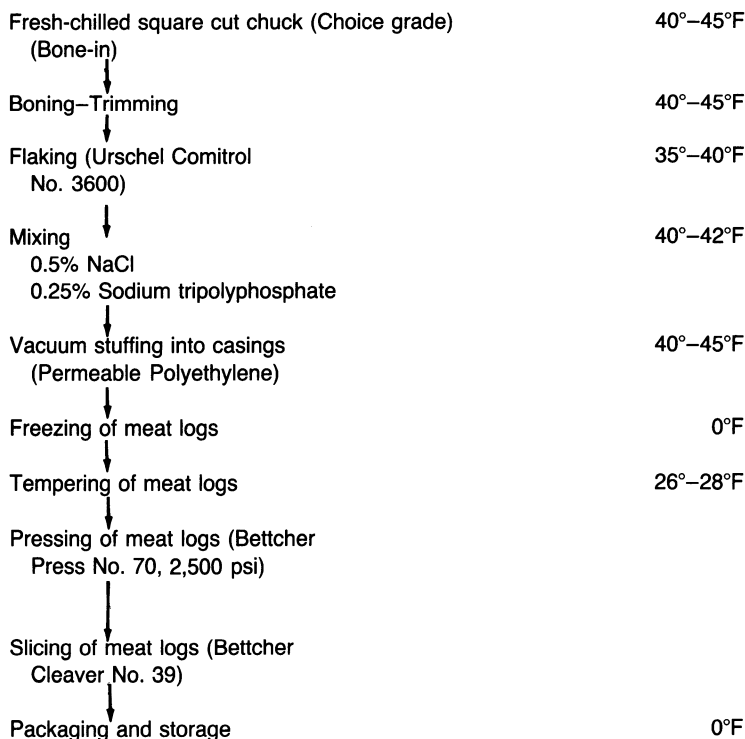 Fresh-chilled square cut chuck (Choice grade) 40°–45°F
(Bone-in)
Boning–Trimming 40°–45°F
Flaking (Urschel Comitrol 35°–40°F
No. 3600)
Mixing 40°–42°F
0.5% NaCl
0.25% Sodium tripolyphosphate
Vacuum stuffing into casings 40°–45°F
(Permeable Polyethylene)
Freezing of meat logs 0°F
Tempering of meat logs 26°–28°F
Pressing of meat logs (Bettcher
Press No. 70, 2,500 psi)
Slicing of meat logs (Bettcher
Cleaver No. 39)
Packaging and storage 0°F